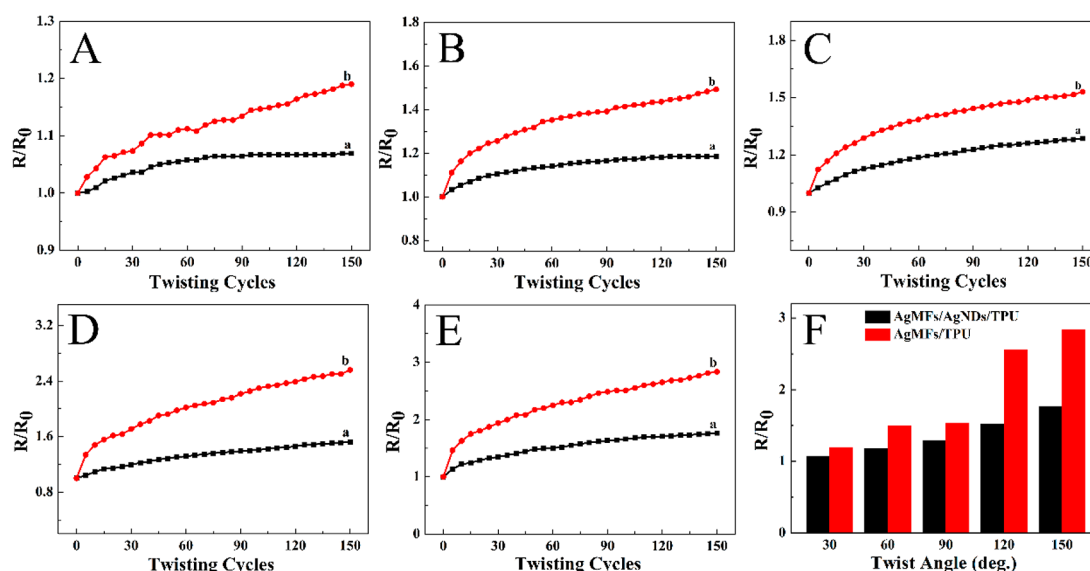 A
R/R0
1.3
1.2
1.1
1.0
0.9
b
a
0 30 60 90 120 150
Twisting Cycles
B
R/R0
1.8
1.6
1.4
1.2
1.0
0.8
b
a
0 30 60 90 120 150
Twisting Cycles
C
R/R0
1.8
1.5
1.2
0.9
b
a
0 30 60 90 120 150
Twisting Cycles
D
R/R0
3.2
2.4
1.6
0.8
b
a
0 30 60 90 120 150
Twisting Cycles
E
R/R0
4
3
2
1
0
b
a
0 30 60 90 120 150
Twisting Cycles
F
AgMFs/AgNDs/TPU
AgMFs/TPU
R/R0
3
2
1
0
30 60 90 120 150
Twist Angle (deg.)